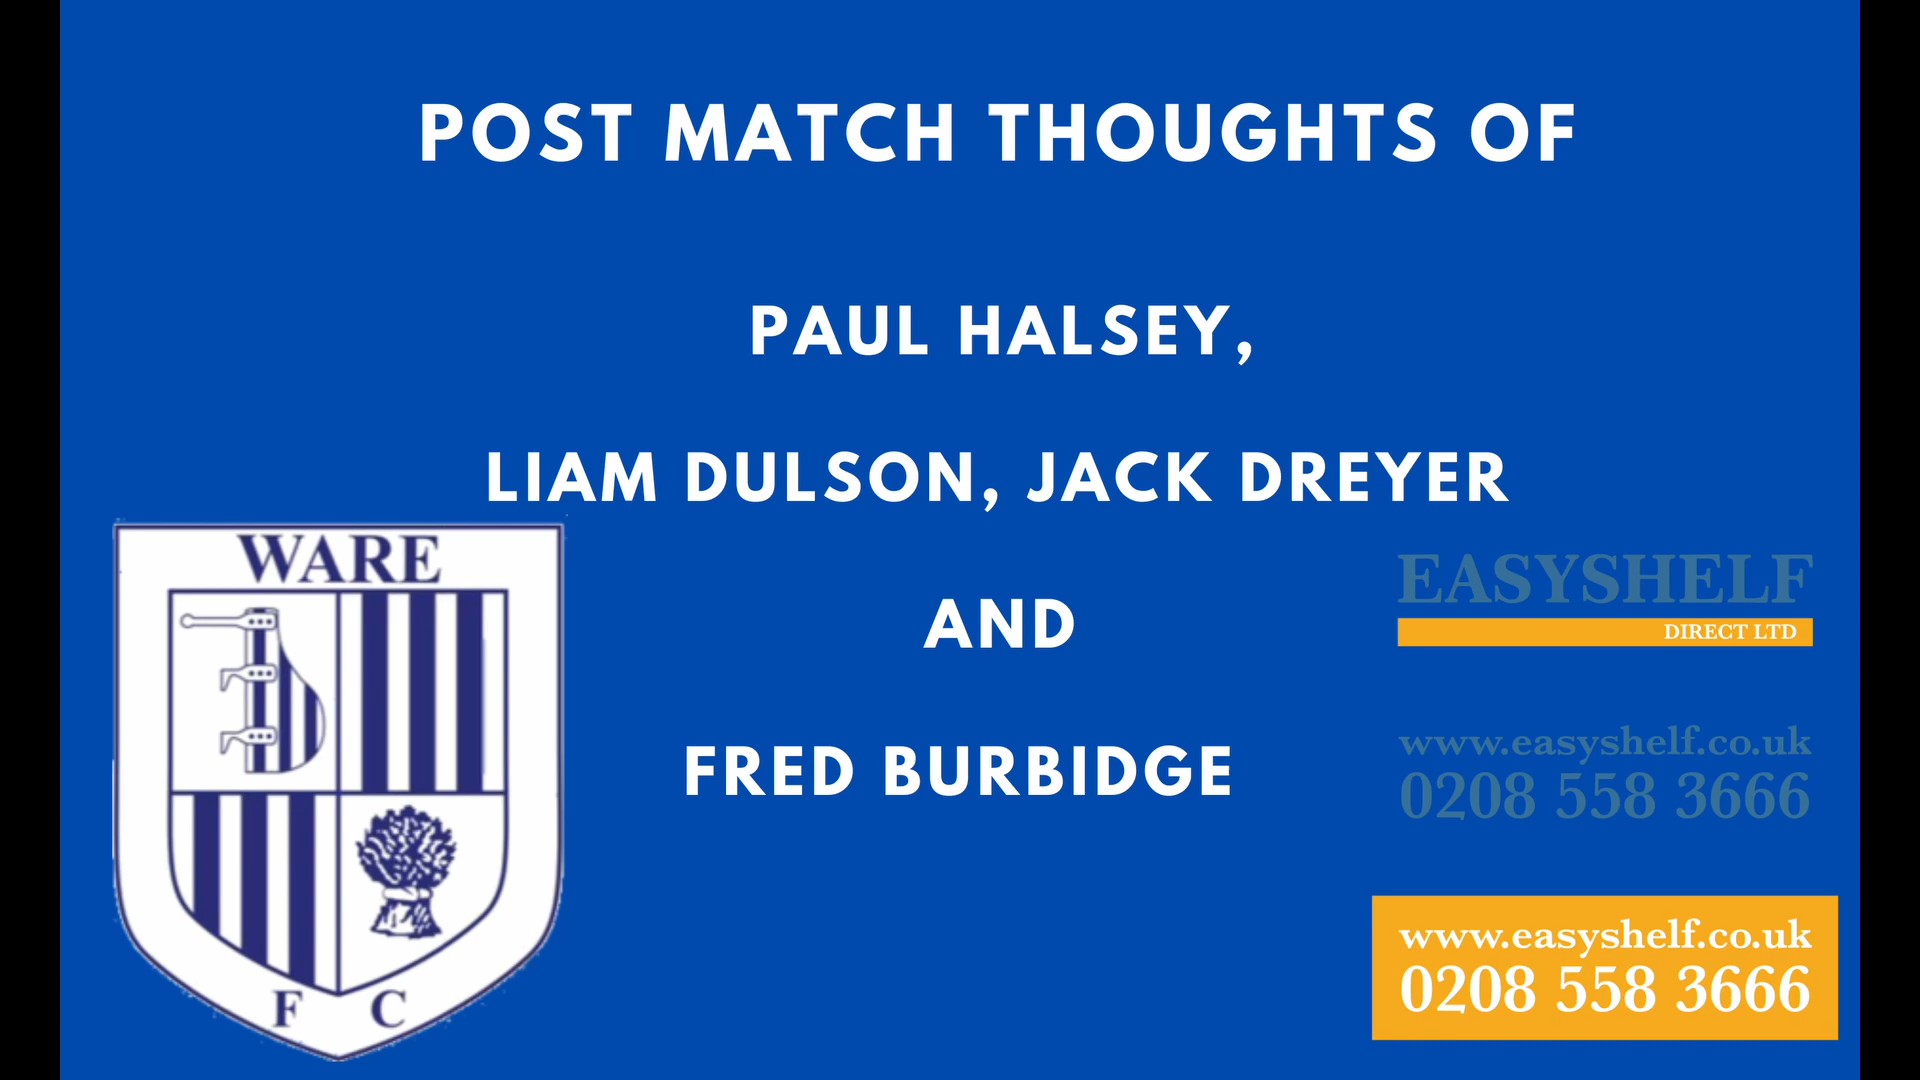 POST MATCH THOUGHTS OF
PAUL HALSEY,
LIAM DULSON, JACK DREYER
AND
FRED BURBIDGE
WARE
F C
EASYSHELF
DIRECT LTD
www.easyshelf.co.uk
0208 558 3666
www.easyshelf.co.uk
0208 558 3666